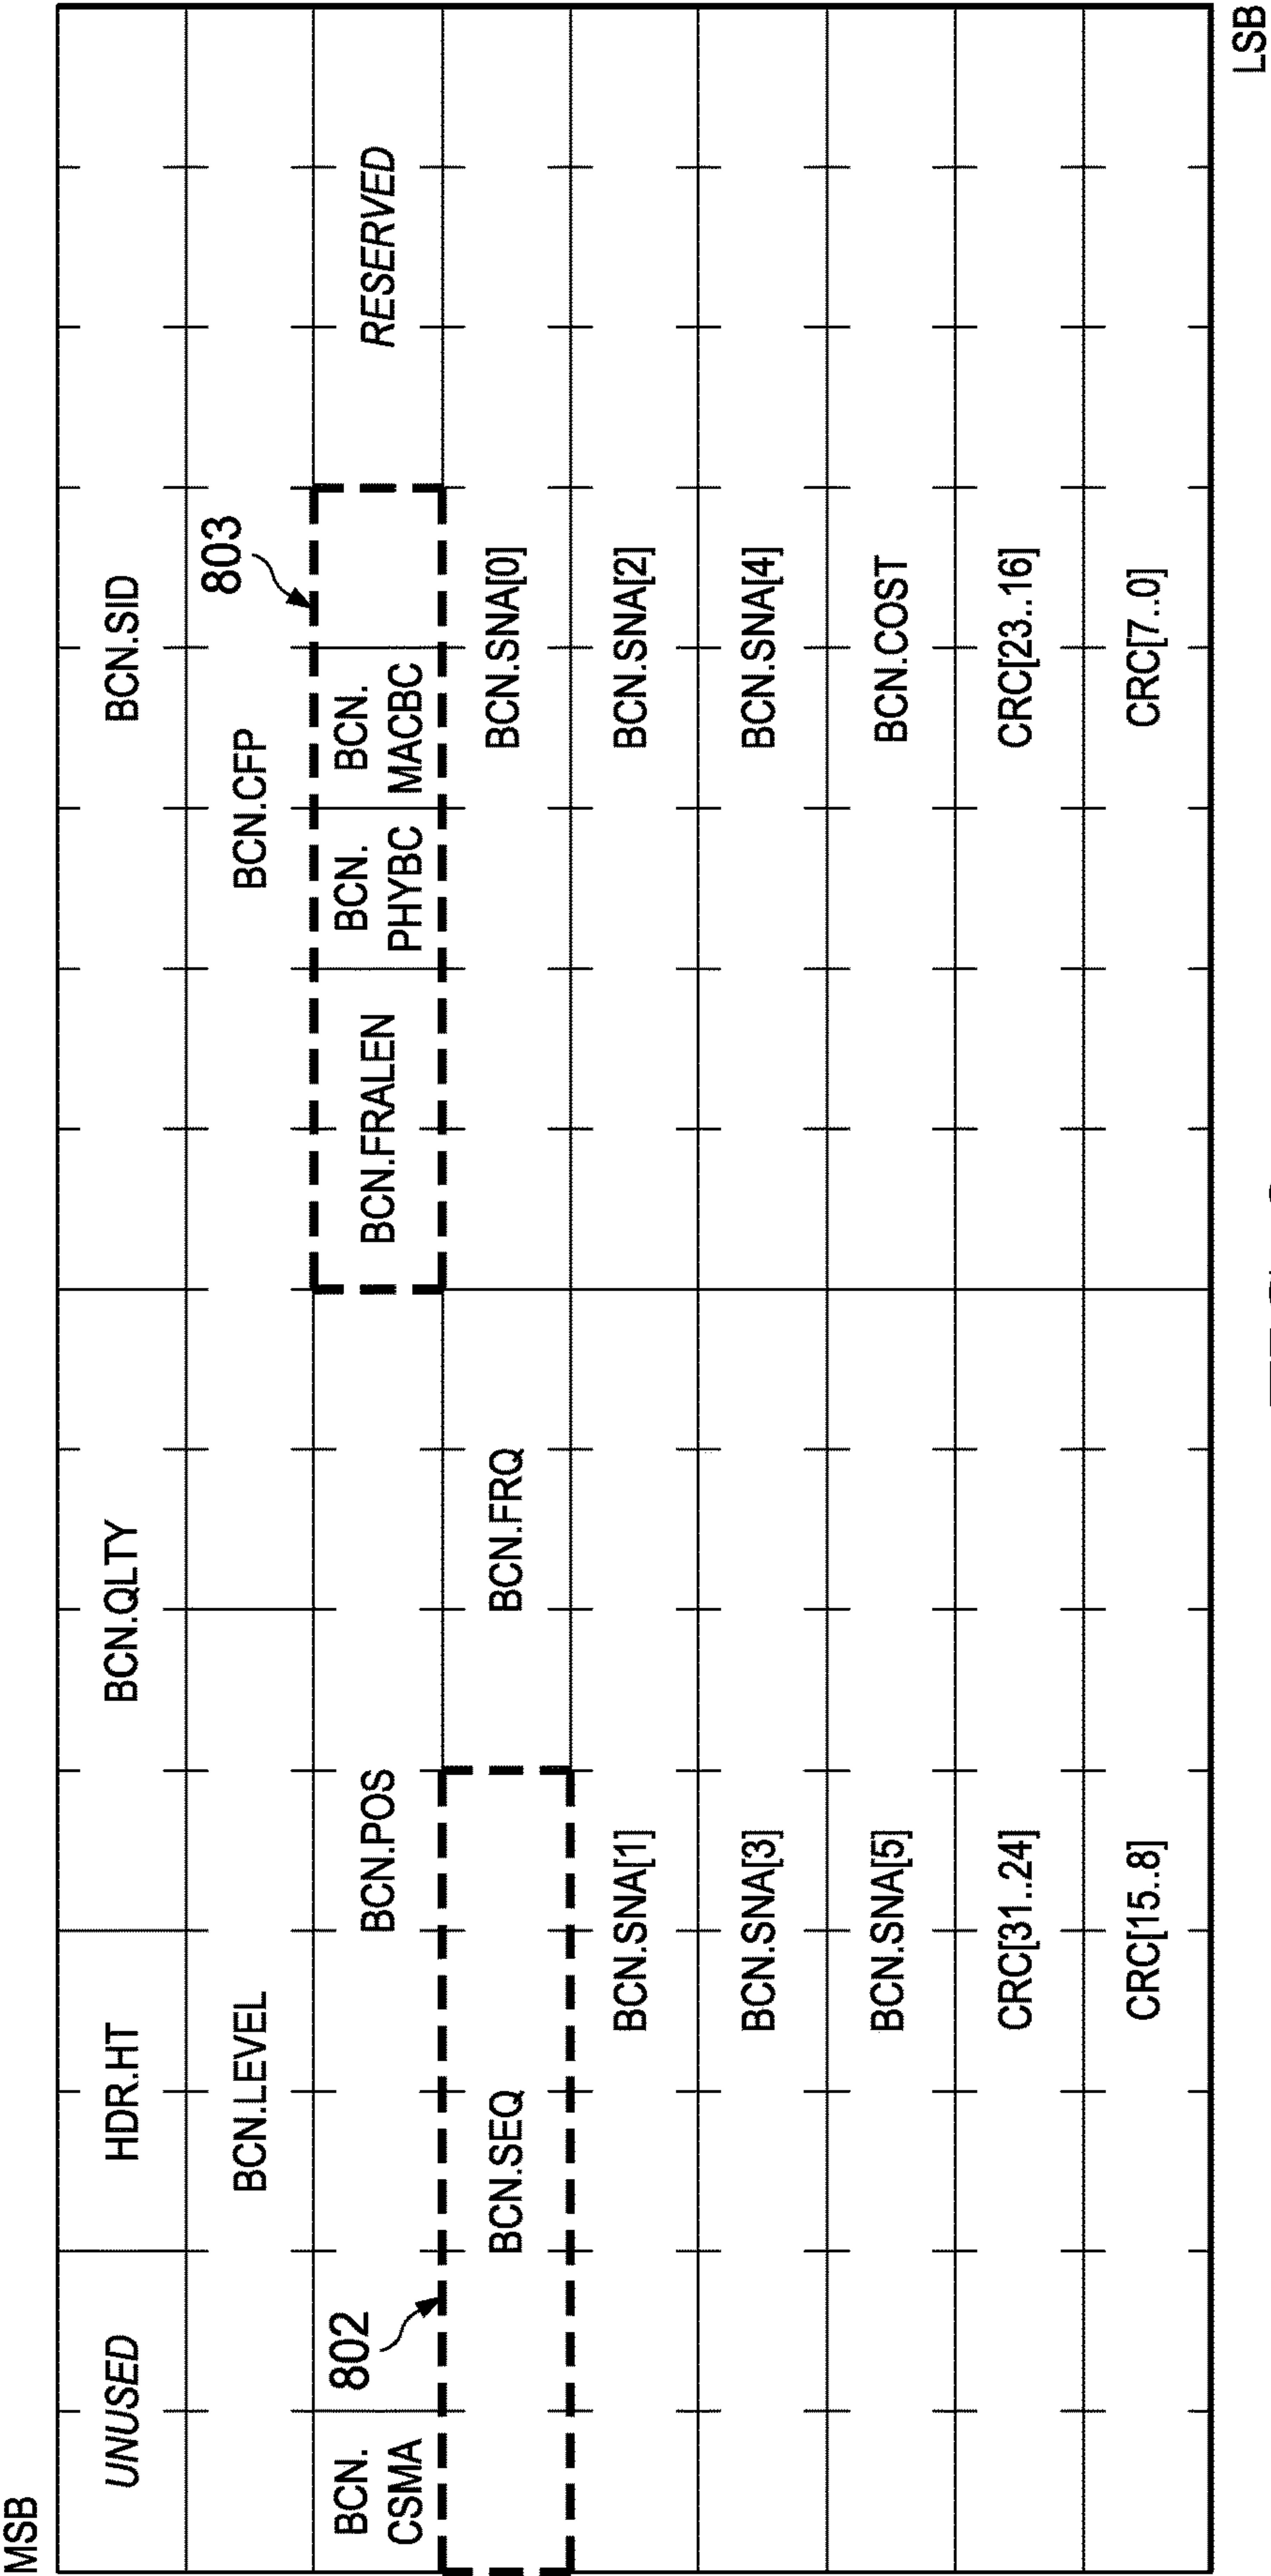 MSB
UNUSED
HDR.HT
BCN.QLTY
BCN.SID
BCN.LEVEL
BCN.CFP
803
BCN.
CSMA
802
BCN.POS
BCN.FRALEN
BCN.
PHYBC
BCN.
MACBC
RESERVED
BCN.SEQ
BCN.FRQ
BCN.SNA[0]
BCN.SNA[1]
BCN.SNA[2]
BCN.SNA[3]
BCN.SNA[4]
BCN.SNA[5]
BCN.COST
CRC[31..24]
CRC[23..16]
CRC[15..8]
CRC[7..0]
LSB